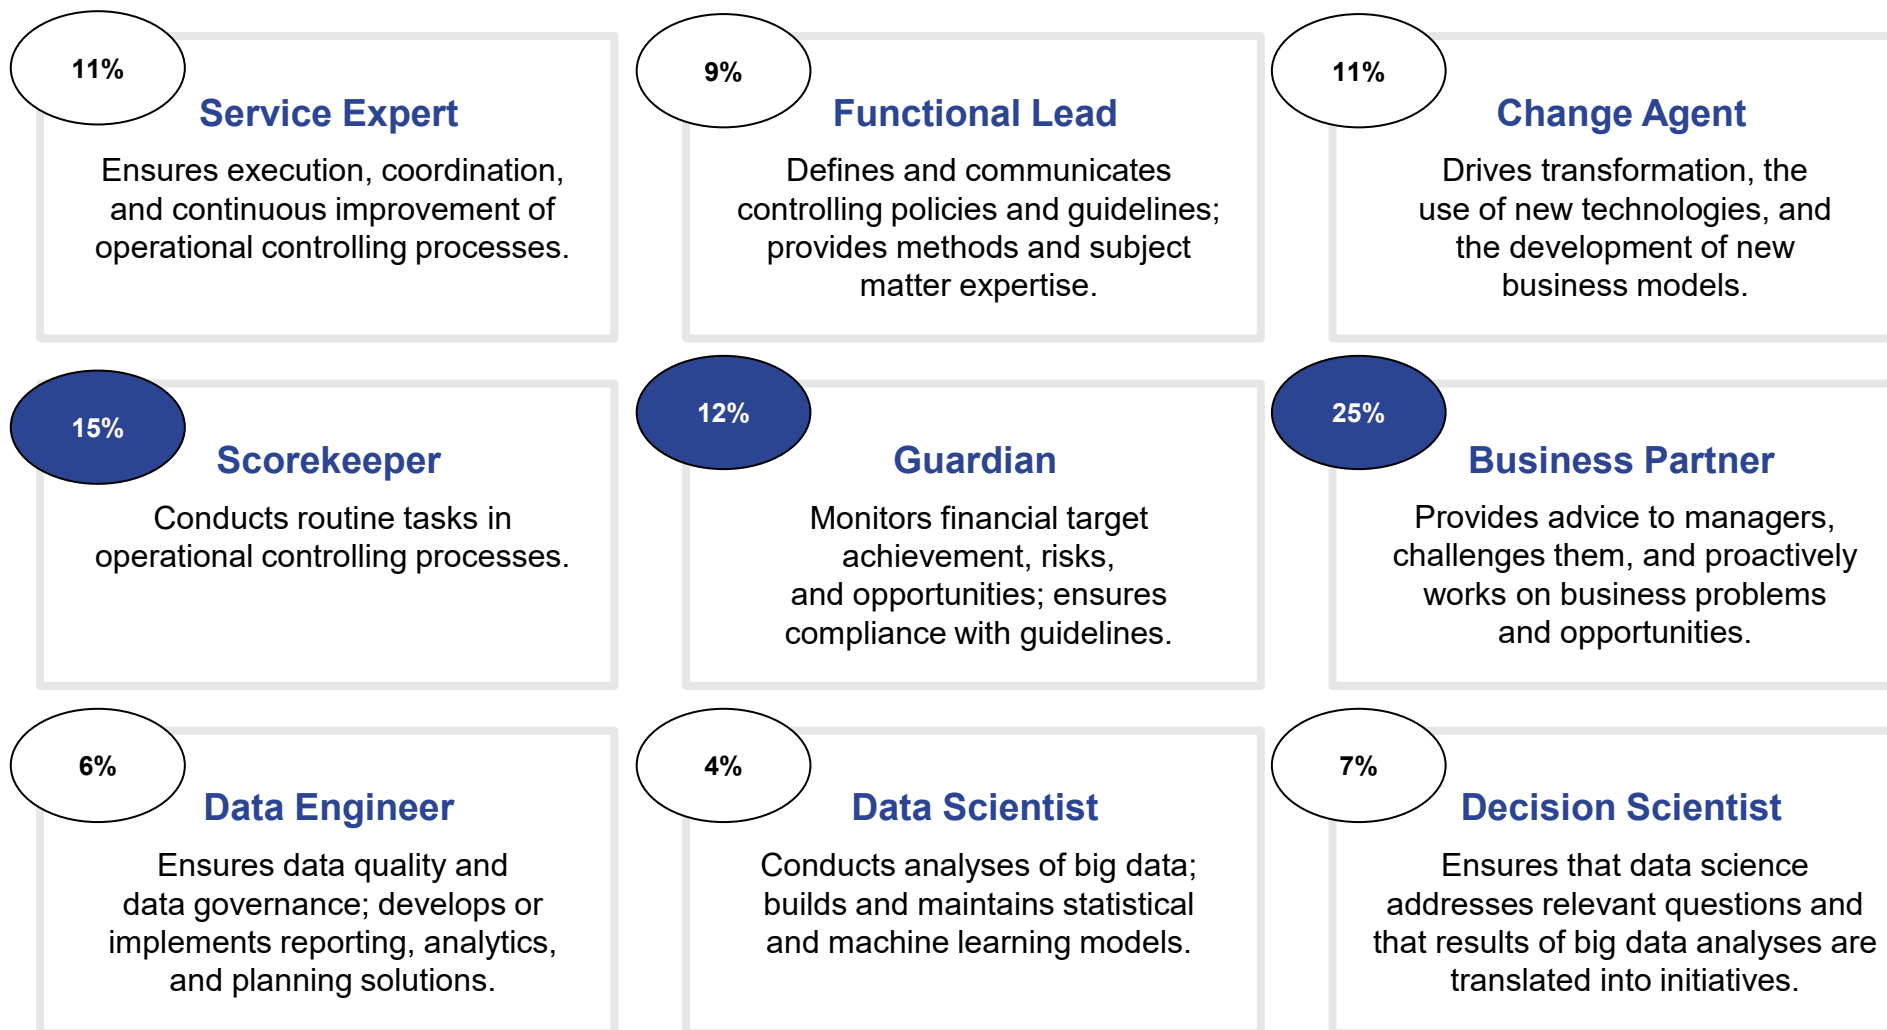 11%
Service Expert
Ensures execution, coordination,
and continuous improvement of
operational controlling processes.
9%
Functional Lead
Defines and communicates
controlling policies and guidelines;
provides methods and subject
matter expertise.
11%
Change Agent
Drives transformation, the
use of new technologies, and
the development of new
business models.
15%
Scorekeeper
Conducts routine tasks in
operational controlling processes.
12%
Guardian
Monitors financial target
achievement, risks,
and opportunities; ensures
compliance with guidelines.
25%
Business Partner
Provides advice to managers,
challenges them, and proactively
works on business problems
and opportunities.
6%
Data Engineer
Ensures data quality and
data governance; develops or
implements reporting, analytics,
and planning solutions.
4%
Data Scientist
Conducts analyses of big data;
builds and maintains statistical
and machine learning models.
7%
Decision Scientist
Ensures that data science
addresses relevant questions and
that results of big data analyses are
translated into initiatives.